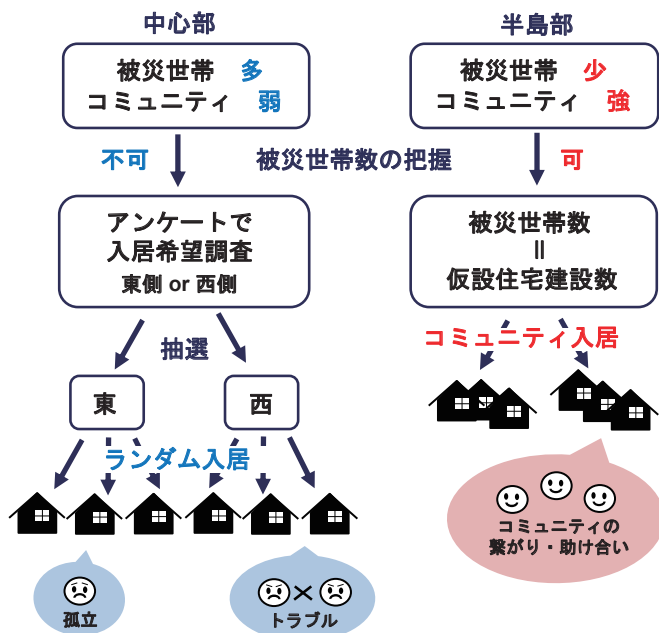 中心部
被災世帯 多
コミュニティ 弱
不可
アンケートで
入居希望調査
東側 or 西側
抽選
東
西
ランダム入居
孤立
トラブル
被災世帯数の把握
半島部
被災世帯 少
コミュニティ 強
可
被災世帯数
||
仮設住宅建設数
コミュニティ入居
コミュニティの
繋がり・助け合い